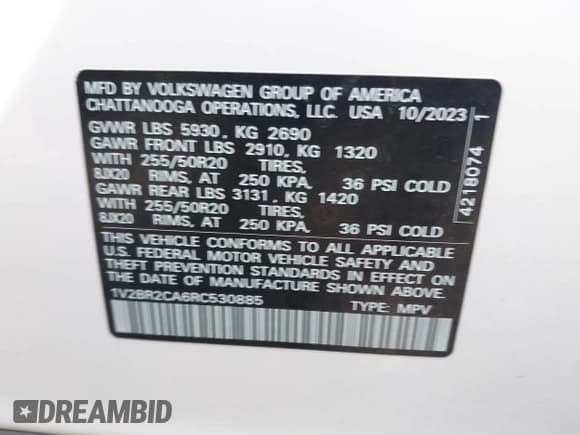 MFD BY VOLKSWAGEN GROUP OF AMERICA
CHATTANOOGA OPERATIONS, LLC. USA 10/2023
GVWR LBS 5930, KG 2690
GAWR FRONT LBS 2910, KG 1320
WITH 255/50R20 TIRES,
8JX20 RIMS, AT 250 KPA, 36 PSI COLD
GAWR REAR LBS 3131, KG 1420
WITH 255/50R20 TIRES,
8JX20 RIMS, AT 250 KPA, 36 PSI COLD
THIS VEHICLE CONFORMS TO ALL APPLICABLE
U.S. FEDERAL MOTOR VEHICLE SAFETY AND
THEFT PREVENTION STANDARDS IN EFFECT ON
THE DATE OF MANUFACTURE SHOWN ABOVE.
1V2BR2CA6RC530885 TYPE: MPV
4218074 1
DREAMBID